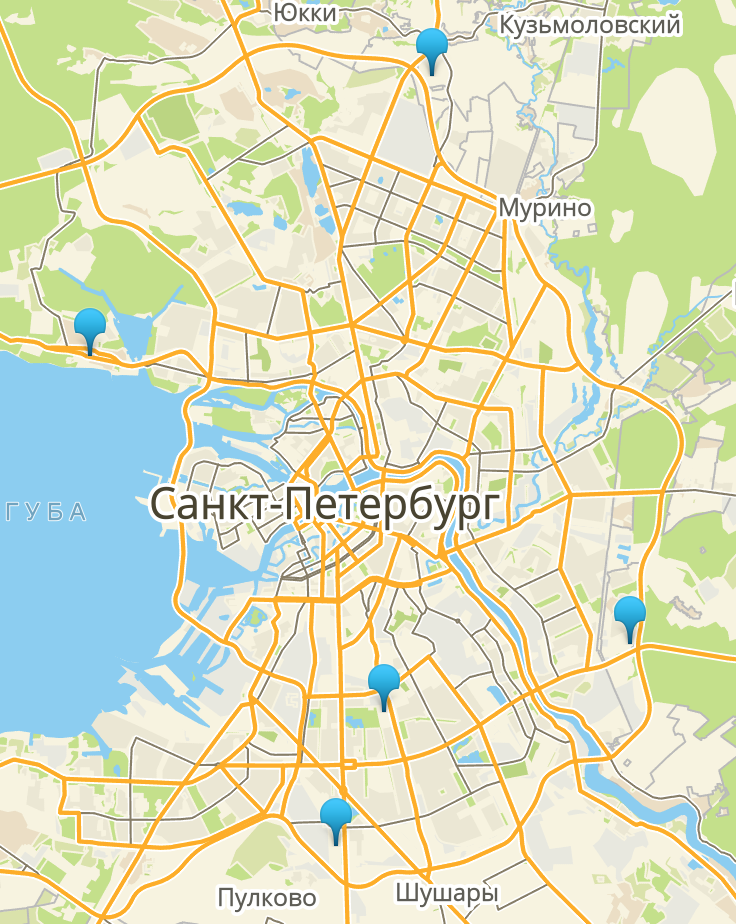 Юкки
Кузьмоловский
Мурино
Санкт-Петербург
ГУБА
Пулково
Шушары